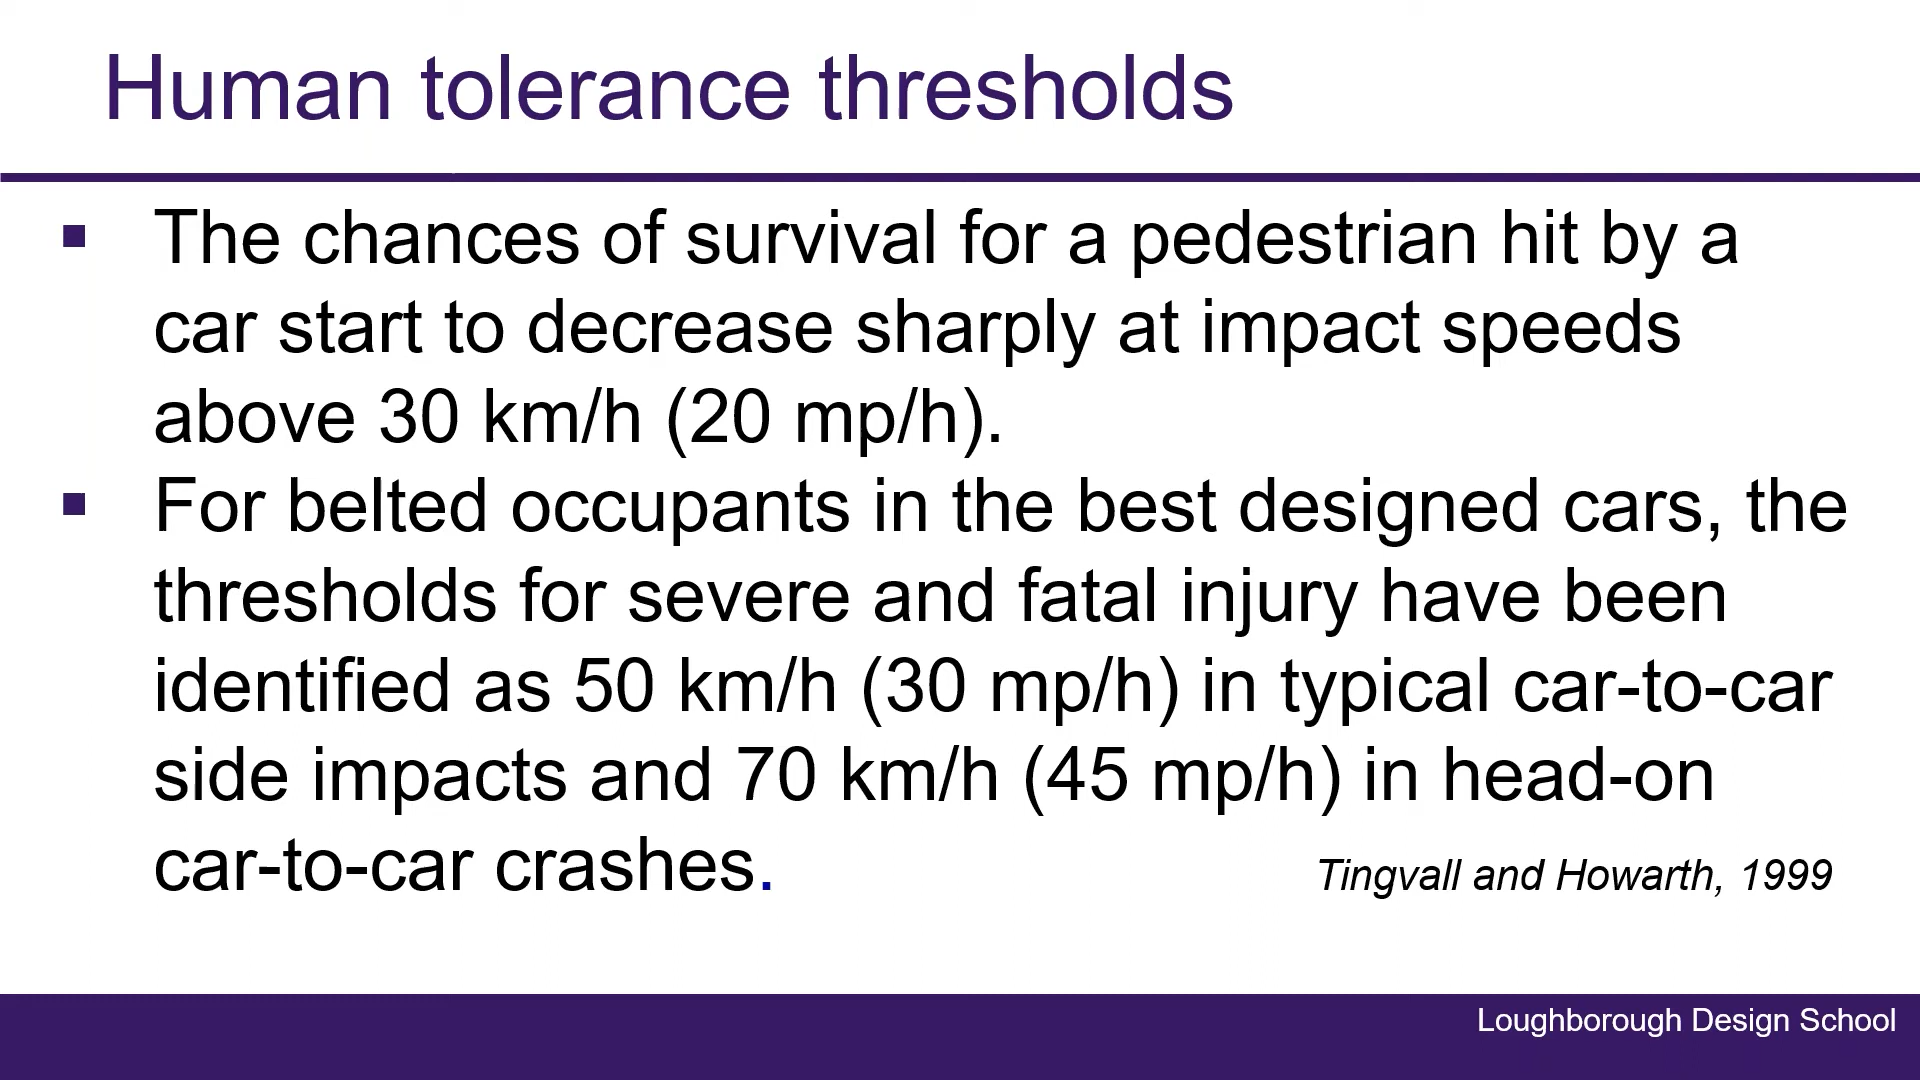 Human tolerance thresholds
▪ The chances of survival for a pedestrian hit by a
car start to decrease sharply at impact speeds
above 30 km/h (20 mp/h).
▪ For belted occupants in the best designed cars, the
thresholds for severe and fatal injury have been
identified as 50 km/h (30 mp/h) in typical car-to-car
side impacts and 70 km/h (45 mp/h) in head-on
car-to-car crashes.
Tingvall and Howarth, 1999
Loughborough Design School